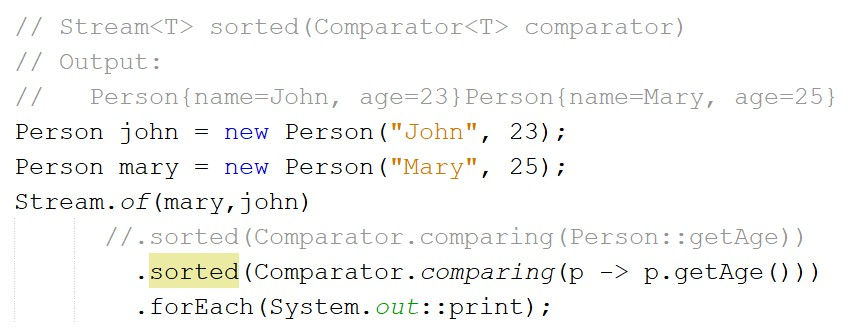 // Stream<T> sorted(Comparator<T> comparator)
// Output:
//   Person{name=John, age=23}Person{name=Mary, age=25}
Person john = new Person("John", 23);
Person mary = new Person("Mary", 25);
Stream.of(mary,john)
      //.sorted(Comparator.comparing(Person::getAge))
        .sorted(Comparator.comparing(p -> p.getAge()))
        .forEach(System.out::print);